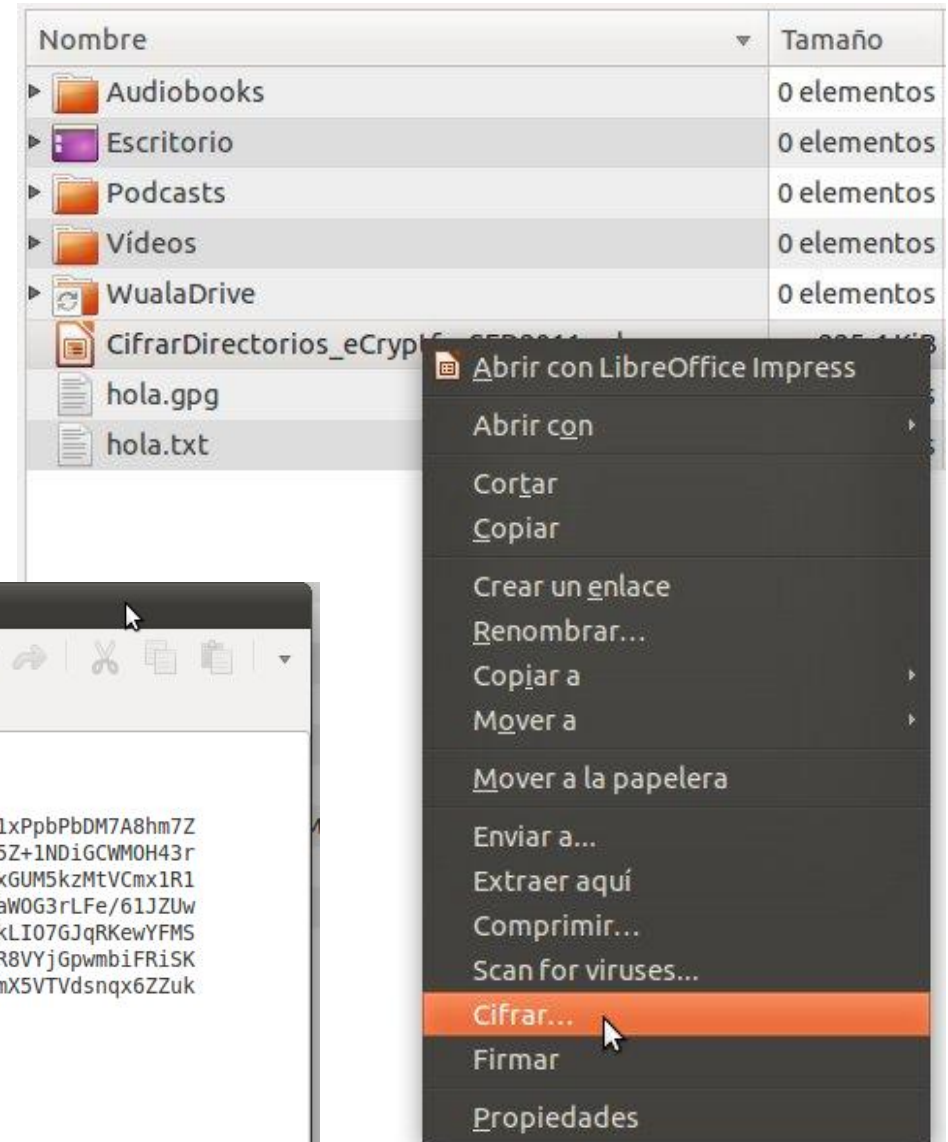 Nombre Tamaño
Audiobooks 0 elementos
Escritorio 0 elementos
Podcasts 0 elementos
Vídeos 0 elementos
WualaDrive 0 elementos
CifrarDirectorios_eCrypt
hola.gpg
hola.txt
Abrir con LibreOffice Impress
Abrir con
Cortar
Copiar
Crear un enlace
Renombrar...
Copiar a
Mover a
Mover a la papelera
Enviar a...
Extraer aquí
Comprimir...
Scan for viruses...
Cifrar...
Firmar
Propiedades
1xPpbPbDM7A8hm7Z
5Z+1NDiGCWMOH43r
xGUM5kzMtVCmx1R1
aWOG3rLFe/61JZUw
kLIO7GJqRKewYFMS
R8VYjGpwmbiFRiSK
mX5VTVdsnqx6ZZuk